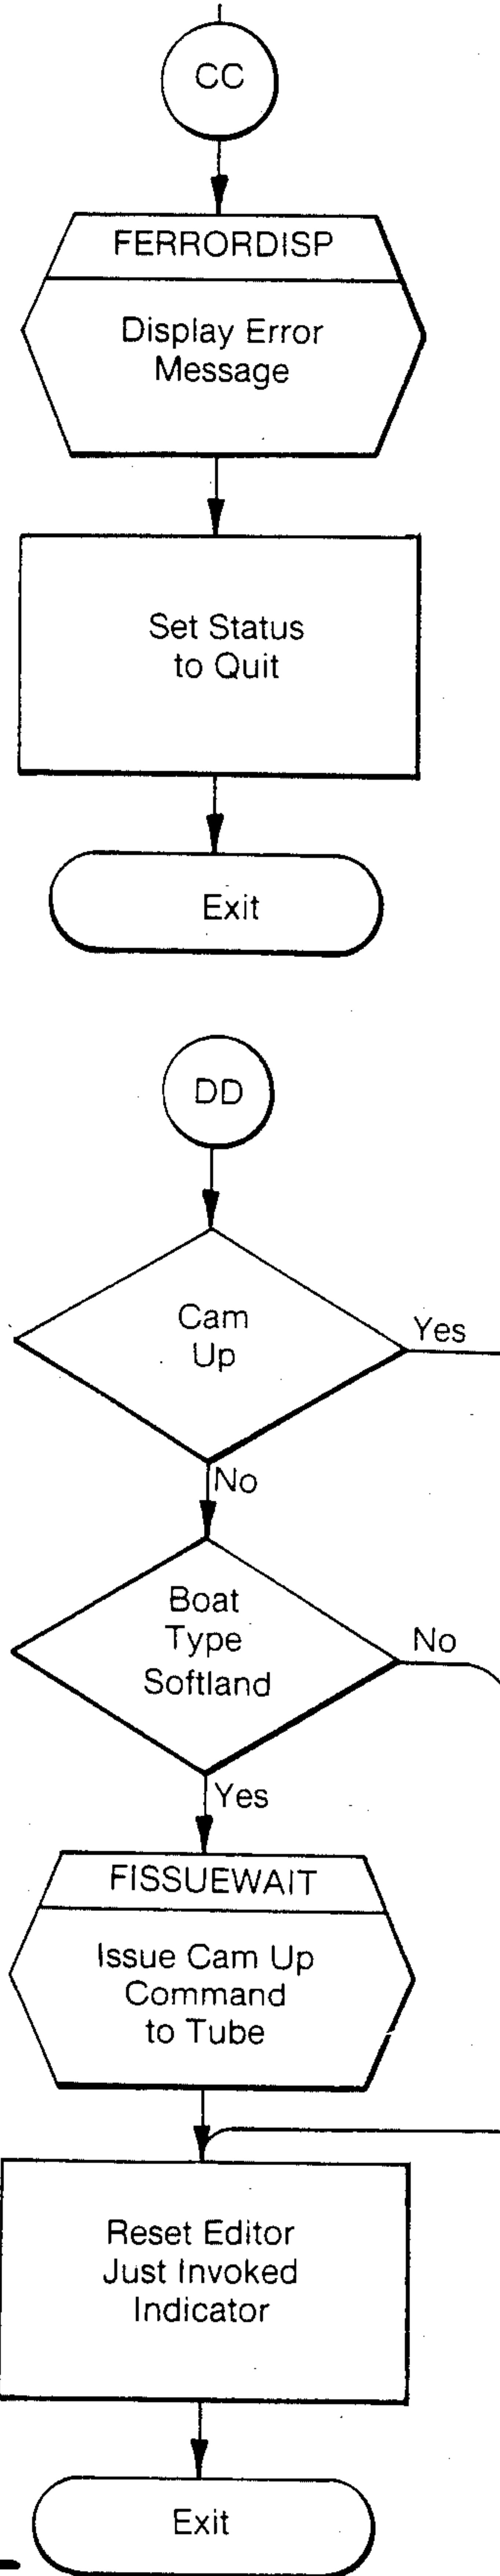 CC
FERRORDISP
Display Error
Message
Set Status
to Quit
Exit
DD
Cam
Up
Yes
No
Boat
Type
Softland
No
Yes
FISSUEWAIT
Issue Cam Up
Command
to Tube
Reset Editor
Just Invoked
Indicator
Exit